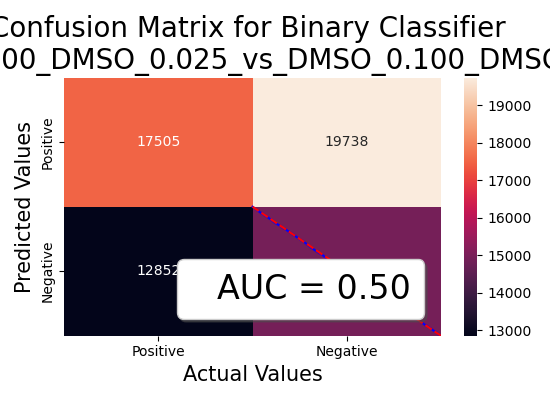 Confusion Matrix for Binary Classifier
00_DMSO_0.025_vs_DMSO_0.100_DMSO
Predicted Values
Positive
Negative
17505
19738
12852
AUC = 0.50
Positive
Negative
Actual Values
19000
18000
17000
16000
15000
14000
13000